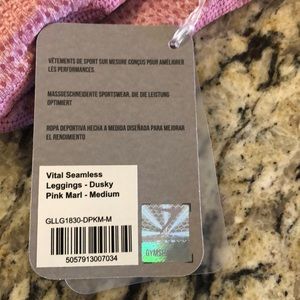 VÊTEMENTS DE SPORT SUR MESURE CONÇUS POUR AMÉLIORER
LES PERFORMANCES.
MASSGESCHNEIDERTE SPORTSWEAR, DIE DIE LEISTUNG
OPTIMIERT
ROPA DEPORTIVA HECHA A MEDIDA DISEÑADA PARA MEJORAR
EL RENDIMIENTO
Vital Seamless
Leggings - Dusky
Pink Marl - Medium
GLLG1830-DPKM-M
5057913007034